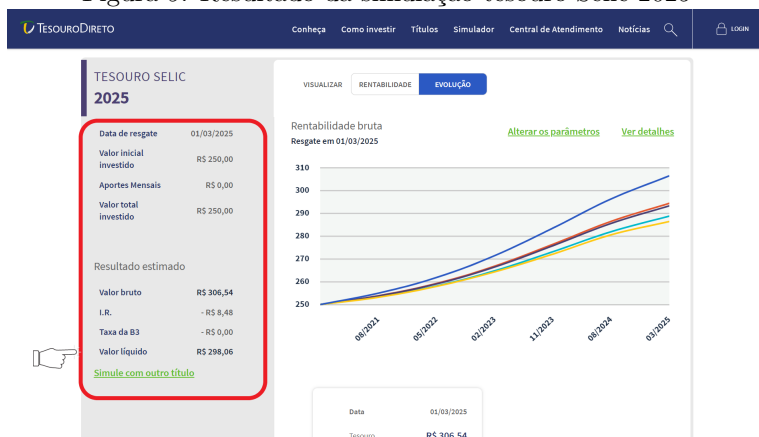 Figura 6: Resultado da simulação tesouro Selic 2025
TESOURODIRETO
Conheça Como investir Títulos Simulador Central de Atendimento Notícias LOGIN
TESOURO SELIC
2025
Data de resgate 01/03/2025
Valor inicial
investido R$ 250,00
Aportes Mensais R$ 0,00
Valor total
investido R$ 250,00
Resultado estimado
Valor bruto R$ 306,54
I.R. - R$ 8,48
Taxa da B3 - R$ 0,00
Valor líquido R$ 298,06
Simule com outro título
VISUALIZAR RENTABILIDADE EVOLUÇÃO
Rentabilidade bruta
Resgate em 01/03/2025
Alterar os parâmetros Ver detalhes
310
300
290
280
270
260
250
08/2021 05/2022 02/2023 11/2023 08/2024 03/2025
Data 01/03/2025
Tesouro R$ 306,54